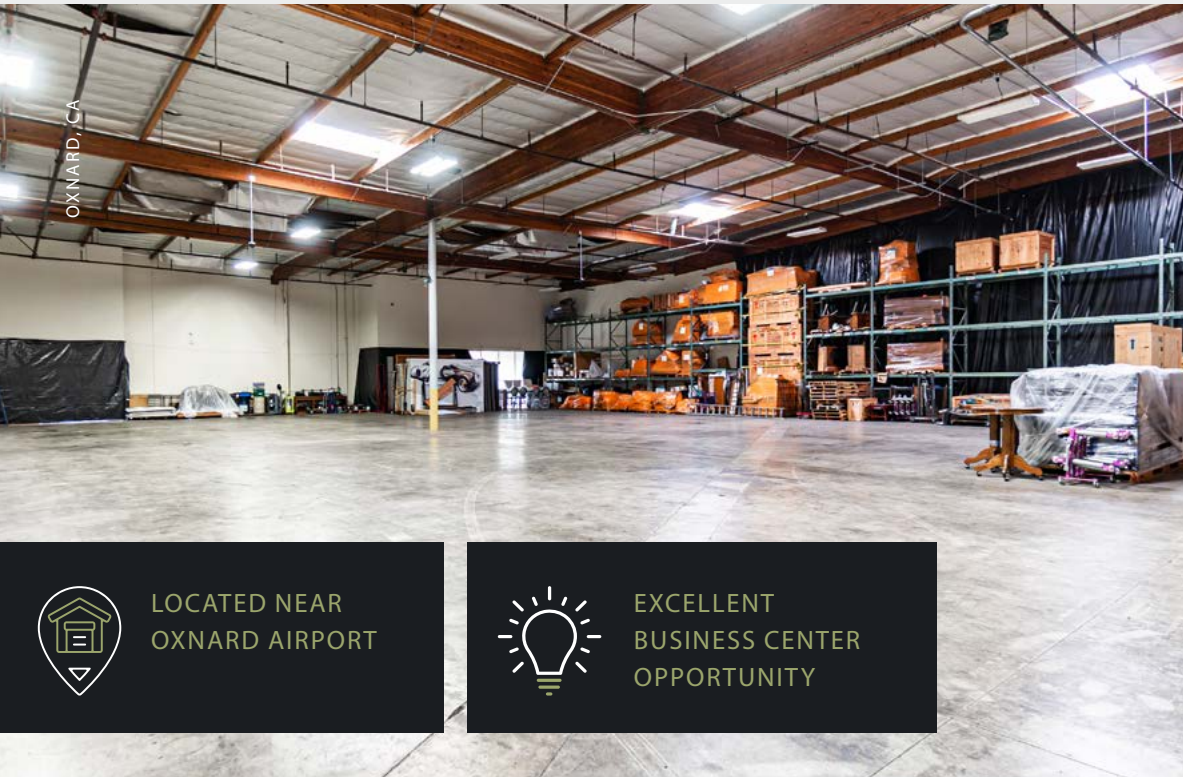 OXNARD, CA
LOCATED NEAR
OXNARD AIRPORT
EXCELLENT
BUSINESS CENTER
OPPORTUNITY